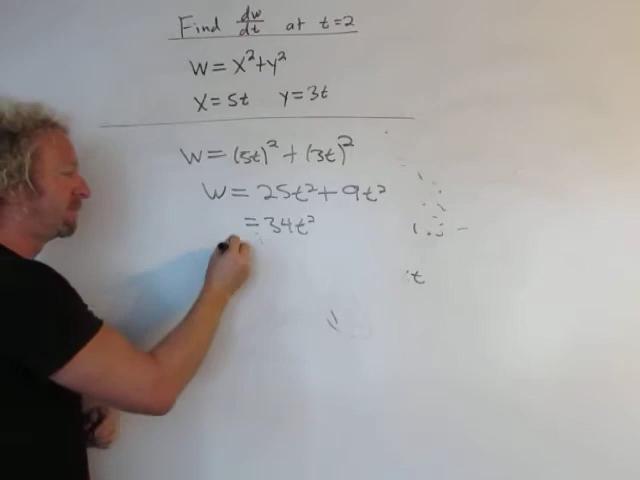 Find dw/dt at t=2
W = X²+y²
X = 5t y = 3t
W = (5t)² + (3t)²
W = 25t² + 9t²
= 34t²
t